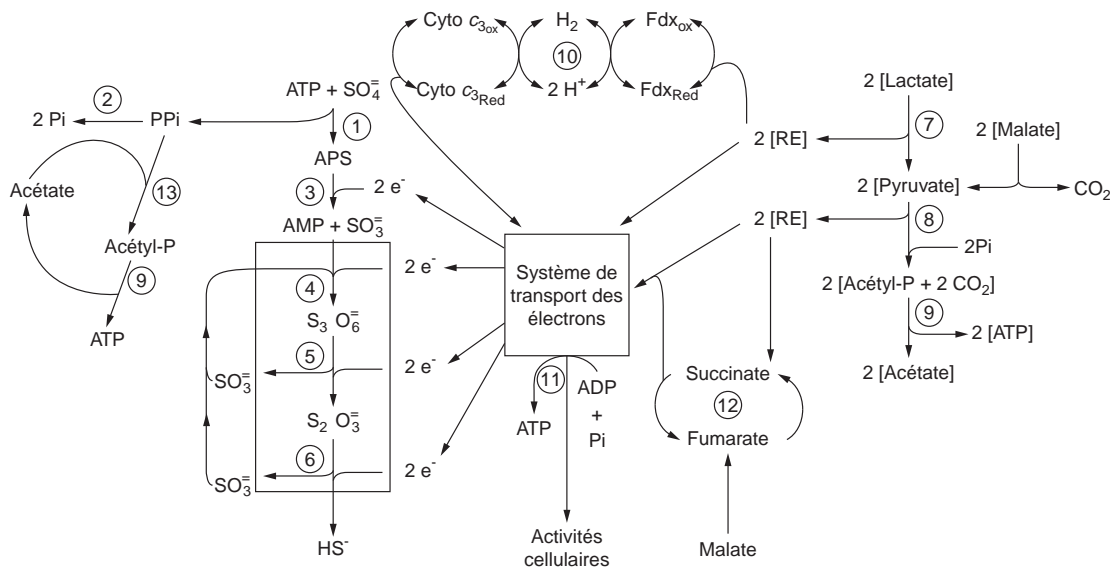 Cyto c3ox
H2
Fdxox
10
Cyto c3Red
2 H+
FdxRed
ATP + SO4=
2 Pi
2
PPi
1
APS
3
2 e-
AMP + SO3=
Acétate
13
Acétyl-P
9
ATP
4
2 e-
S3 O6=
5
2 e-
SO3=
S2 O3=
6
2 e-
SO3=
HS-
Système de
transport des
électrons
11
ADP
+
Pi
ATP
Activités
cellulaires
2 [Lactate]
7
2 [RE]
2 [Malate]
2 [Pyruvate]
CO2
2 [RE]
8
2Pi
2 [Acétyl-P + 2 CO2]
9
2 [ATP]
2 [Acétate]
Succinate
12
Fumarate
Malate